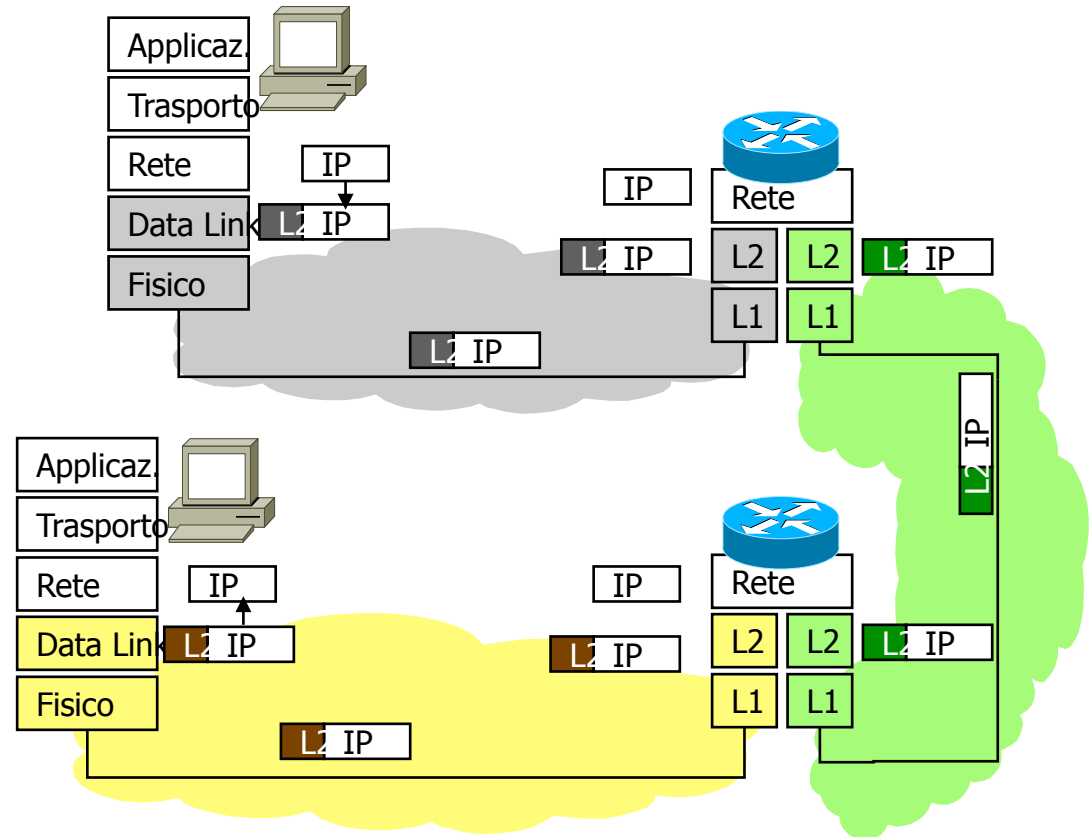 Applicaz.
Trasporto
Rete
IP
IP
Rete
Data Link
L2 IP
L2 IP
L2
L2
L2 IP
Fisico
L1
L1
L2 IP
L2 IP
Applicaz.
Trasporto
Rete
IP
IP
Rete
Data Link
L2 IP
L2 IP
L2
L2
L2 IP
Fisico
L1
L1
L2 IP